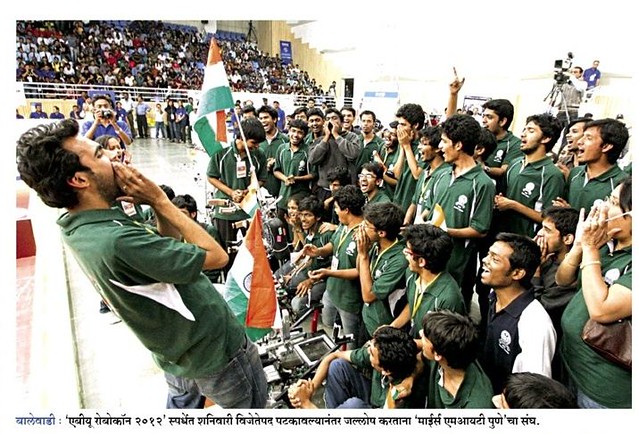 बालेवाडी : 'एबीयू रोबोकॉन २०१२' स्पर्धेत शनिवारी विजेतेपद पटकावल्यानंतर जल्लोष करताना 'माईर्स एमआयटी पुणे'चा संघ.